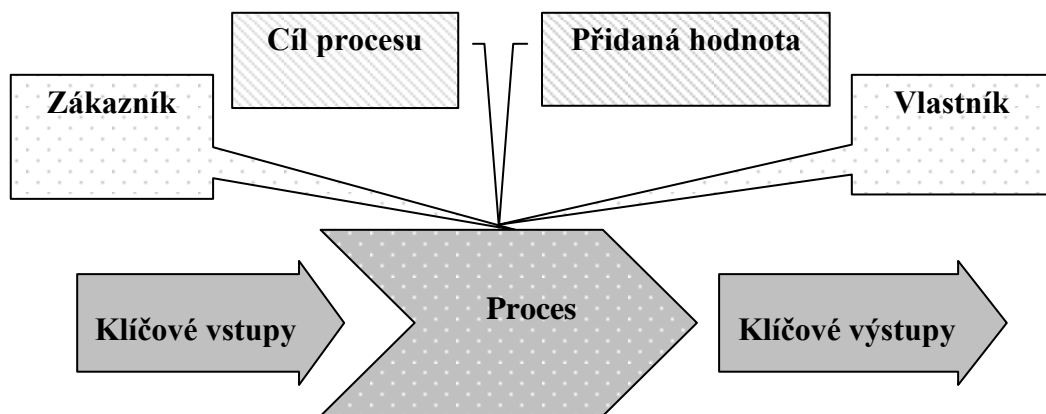 Cíl procesu
Přidaná hodnota
Zákazník
Vlastník
Klíčové vstupy
Proces
Klíčové výstupy